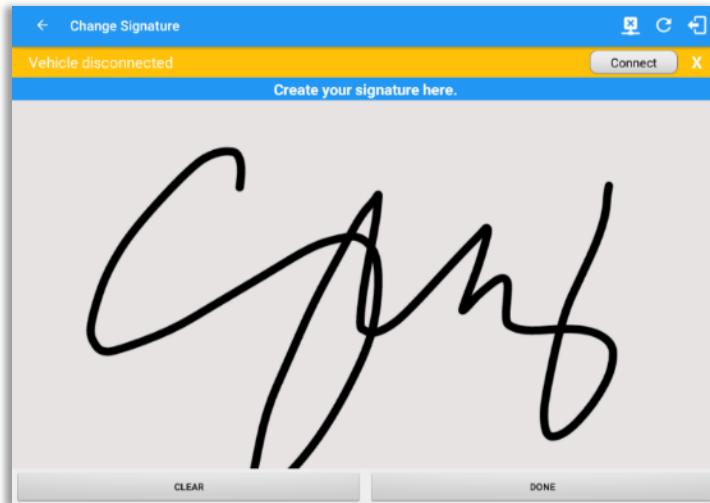 Change Signature
Vehicle disconnected
Connect
X
Create your signature here.
CLEAR
DONE